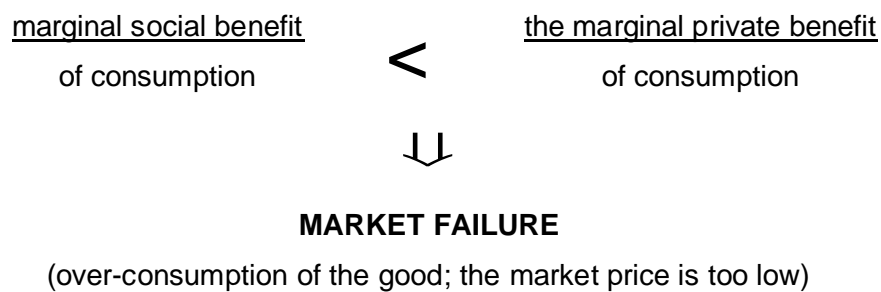 marginal social benefit < the marginal private benefit
of consumption of consumption
⇓
MARKET FAILURE
(over-consumption of the good; the market price is too low)